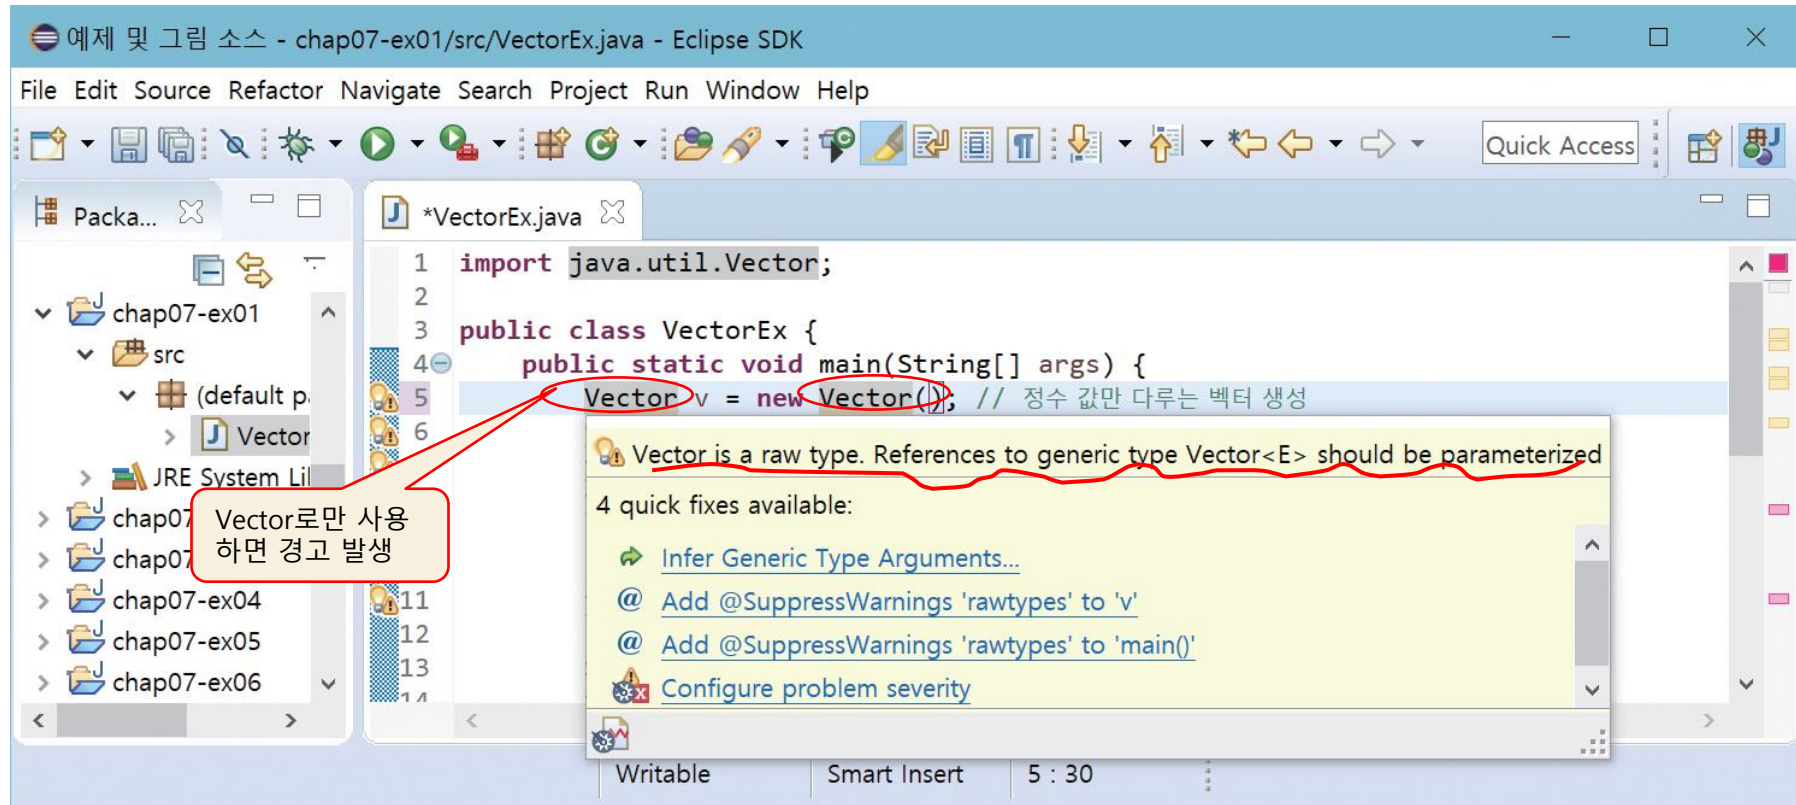 예제 및 그림 소스 - chap07-ex01/src/VectorEx.java - Eclipse SDK
File Edit Source Refactor Navigate Search Project Run Window Help
Quick Access
Packa...
*VectorEx.java
chap07-ex01
src
(default p
Vector
JRE System Li
chap07
chap07
chap07-ex04
chap07-ex05
chap07-ex06
1 import java.util.Vector;
2
3 public class VectorEx {
4 public static void main(String[] args) {
5 Vector v = new Vector(); // 정수 값만 다루는 벡터 생성
6
11
12
13
14
Vector로만 사용
하면 경고 발생
Vector is a raw type. References to generic type Vector<E> should be parameterized
4 quick fixes available:
Infer Generic Type Arguments...
@ Add @SuppressWarnings 'rawtypes' to 'v'
@ Add @SuppressWarnings 'rawtypes' to 'main()'
Configure problem severity
Writable
Smart Insert
5 : 30